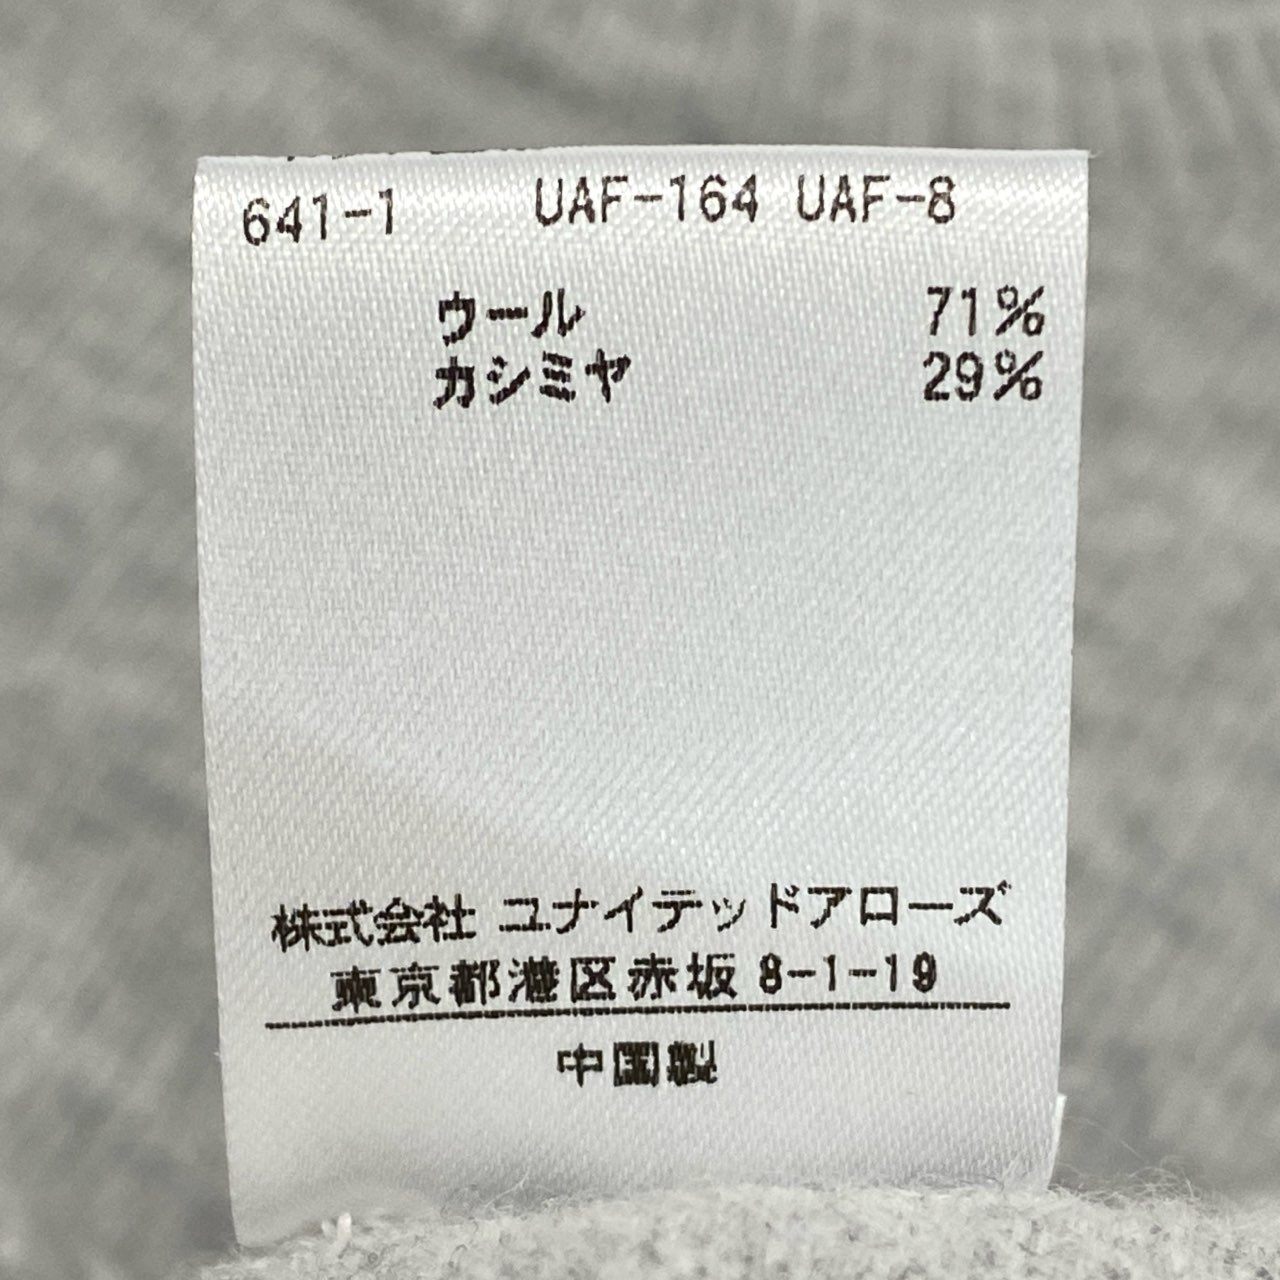 641-1 UAF-164 UAF-8
ウール 71%
カシミヤ 29%
株式会社 ユナイテッドアローズ
東京都港区赤坂 8-1-19
中国製